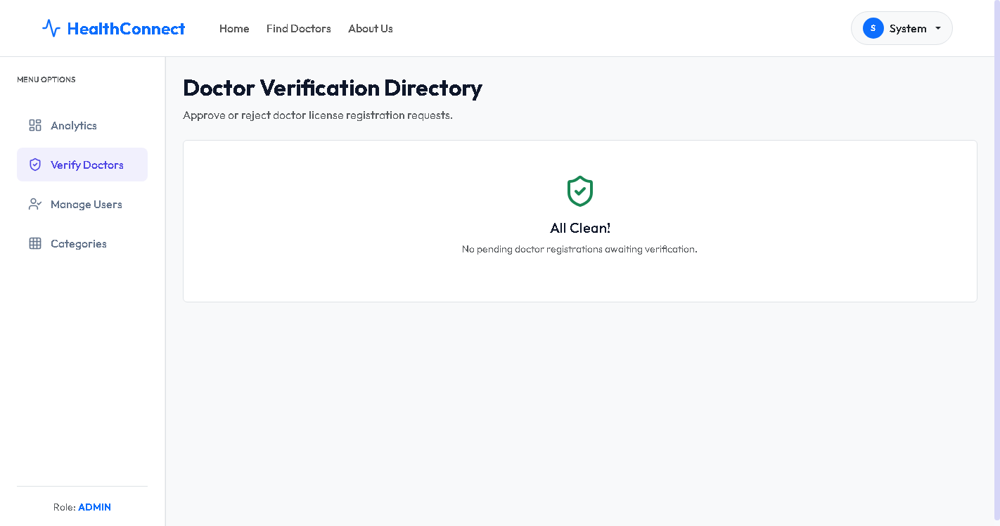 HealthConnect
Home
Find Doctors
About Us
S
System
MENU OPTIONS
Analytics
Verify Doctors
Manage Users
Categories
Role: ADMIN
Doctor Verification Directory
Approve or reject doctor license registration requests.
All Clean!
No pending doctor registrations awaiting verification.